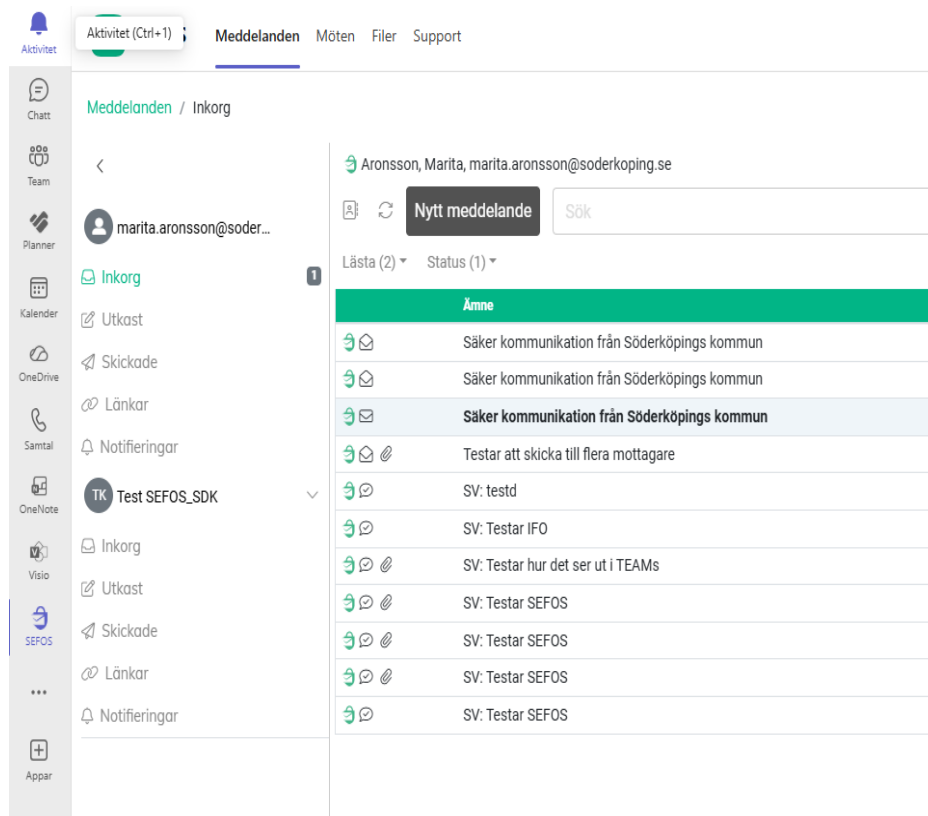 Aktivitet
Chatt
Team
Planner
Kalender
OneDrive
Samtal
OneNote
Visio
SEFOS
Appar
Aktivitet (Ctrl+1)
Meddelanden Möten Filer Support
Meddelanden / Inkorg
marita.aronsson@soder...
Inkorg 1
Utkast
Skickade
Länkar
Notifieringar
TK Test SEFOS_SDK
Inkorg
Utkast
Skickade
Länkar
Notifieringar
Aronsson, Marita, marita.aronsson@soderkoping.se
Nytt meddelande Sök
Lästa (2) Status (1)
Ämne
Säker kommunikation från Söderköpings kommun
Säker kommunikation från Söderköpings kommun
Säker kommunikation från Söderköpings kommun
Testar att skicka till flera mottagare
SV: testd
SV: Testar IFO
SV: Testar hur det ser ut i TEAMs
SV: Testar SEFOS
SV: Testar SEFOS
SV: Testar SEFOS
SV: Testar SEFOS